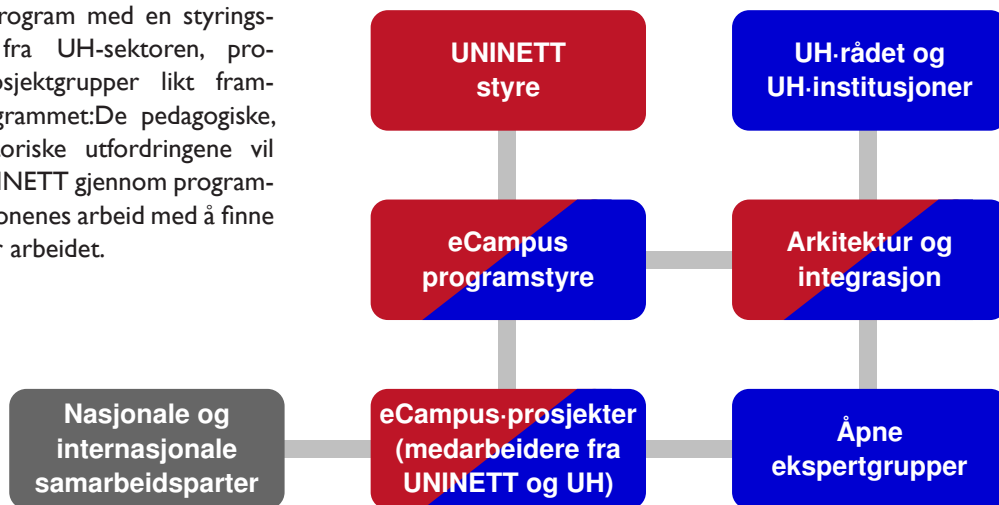 rogram med en styrings-
fra UH-sektoren, pro-
osjektgrupper likt fram-
grammet:De pedagogiske,
toriske utfordringene vil
NINETT gjennom program-
onenes arbeid med å finne
r arbeidet.
UNINETT
styre
UH-rådet og
UH-institusjoner
eCampus
programstyre
Arkitektur og
integrasjon
Nasjonale og
internasjonale
samarbeidsparter
eCampus-prosjekter
(medarbeidere fra
UNINETT og UH)
Åpne
ekspertgrupper